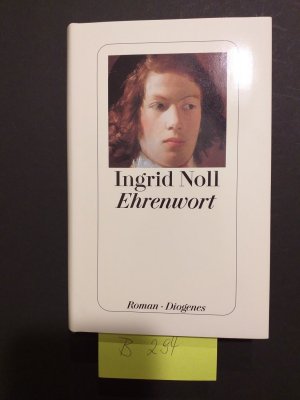 Ingrid Noll
Ehrenwort
Roman · Diogenes
B 294